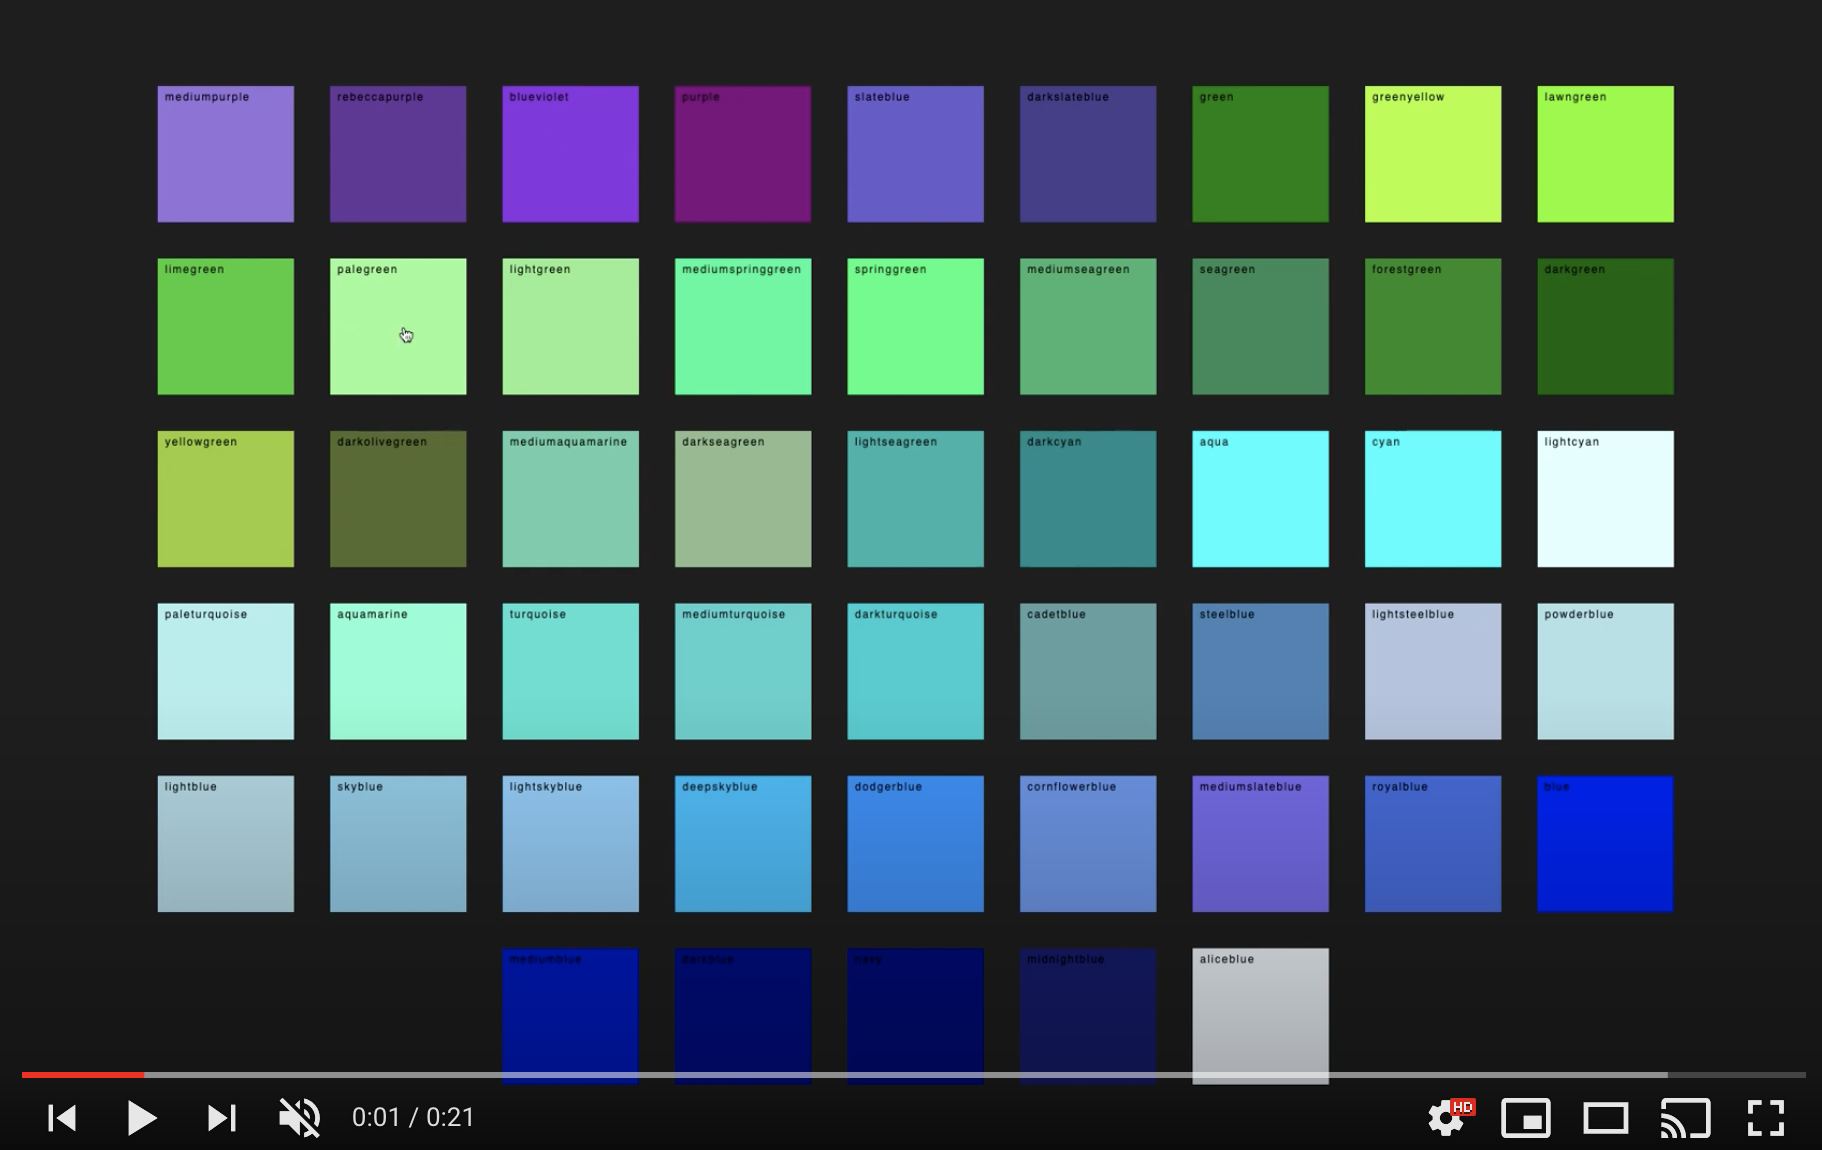 mediumpurple rebeccapurple blueviolet purple slateblue darkslateblue green greenyellow lawngreen
limegreen palegreen lightgreen mediumspringgreen springgreen mediumseagreen seagreen forestgreen darkgreen
yellowgreen darkolivegreen mediumaquamarine darkseagreen lightseagreen darkcyan aqua cyan lightcyan
paleturquoise aquamarine turquoise mediumturquoise darkturquoise cadetblue steelblue lightsteelblue powderblue
lightblue skyblue lightskyblue deepskyblue dodgerblue cornflowerblue mediumslateblue royalblue blue
mediumblue darkblue navy midnightblue aliceblue
0:01 / 0:21 HD